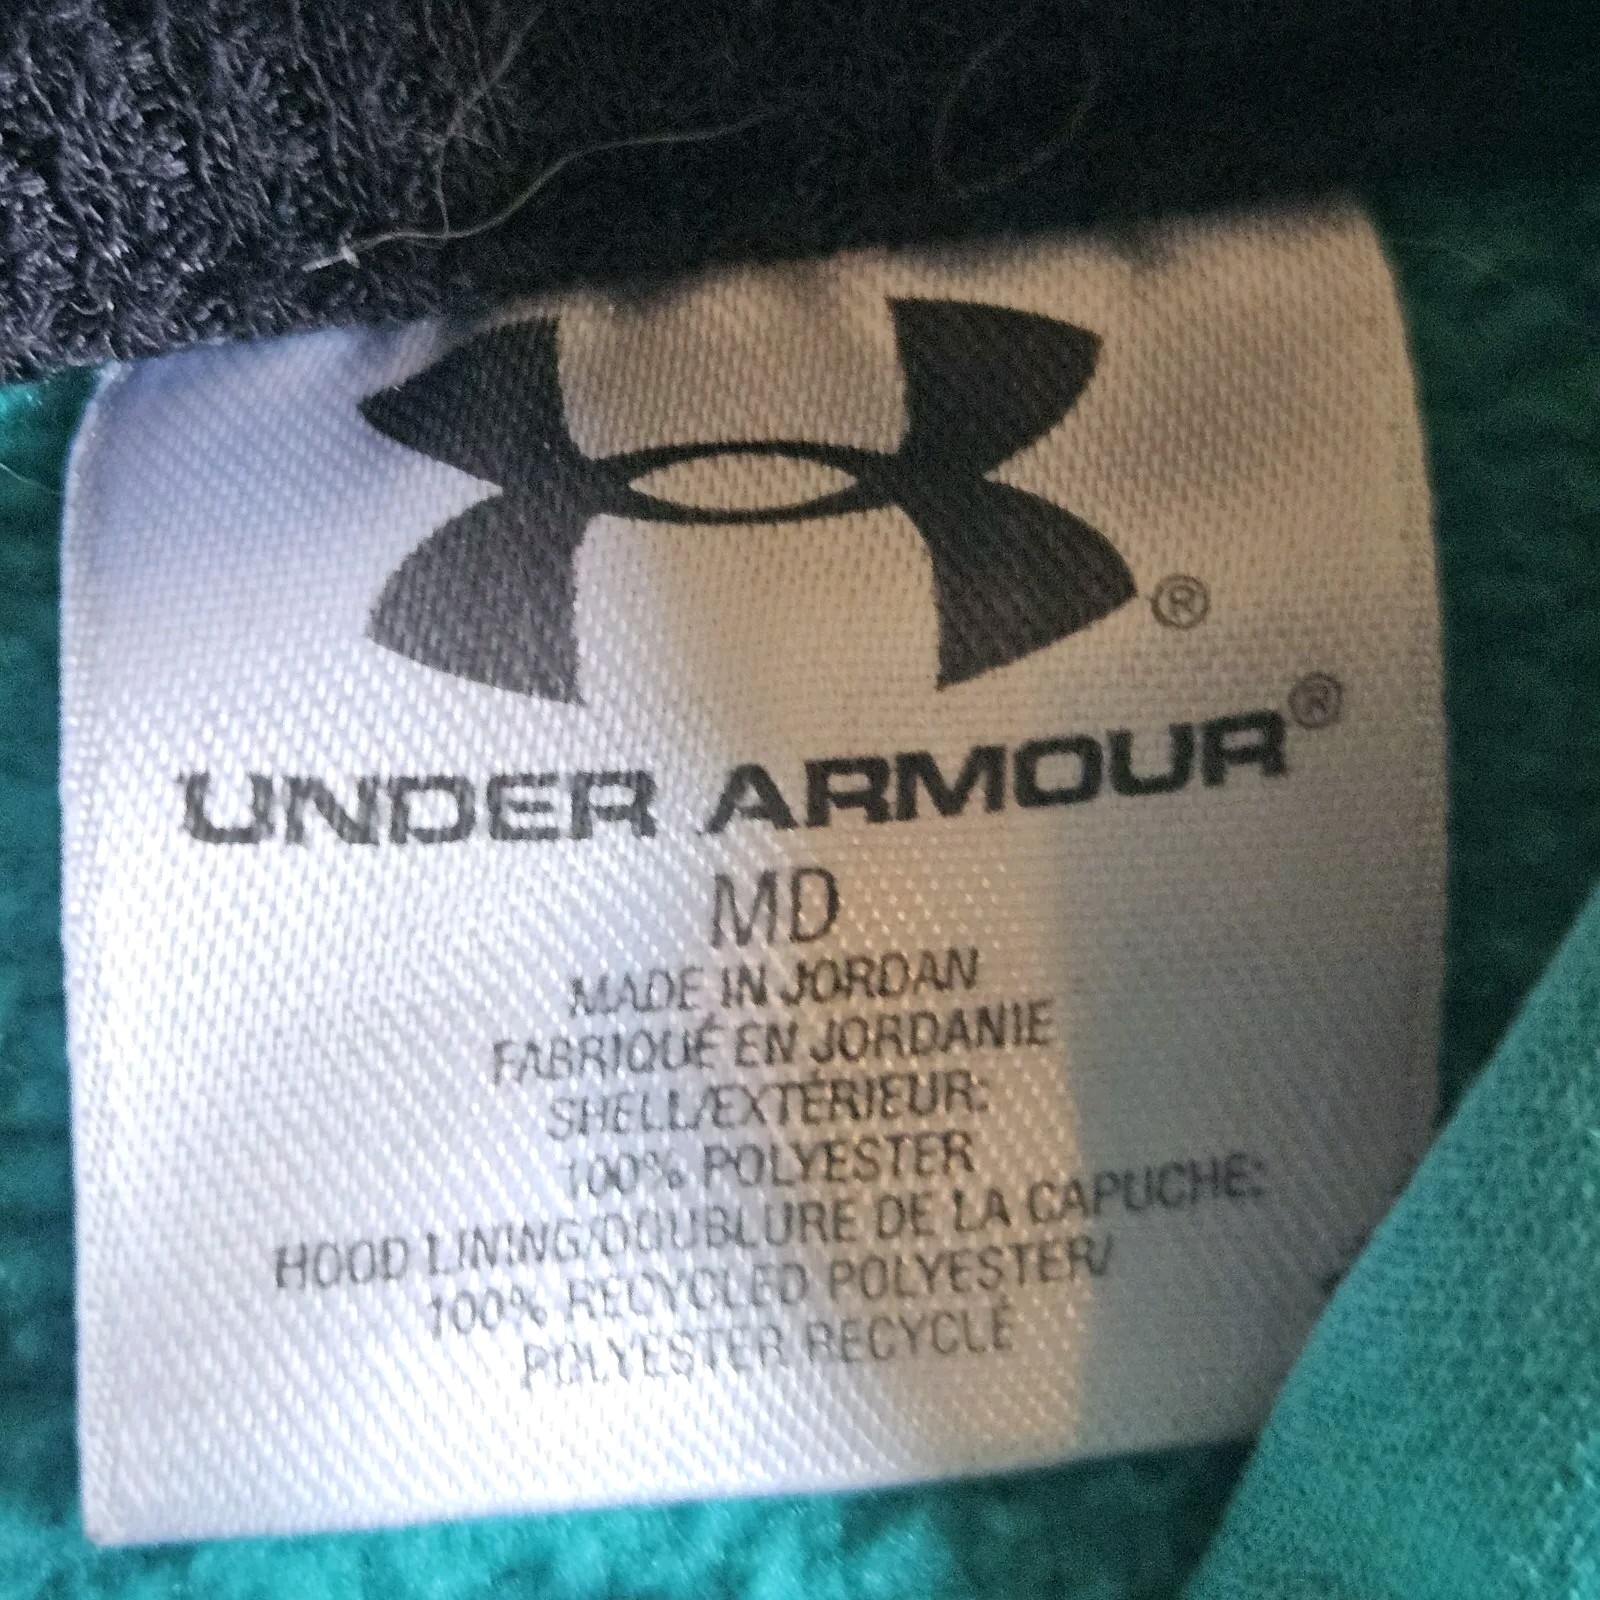 ®
UNDER ARMOUR®
MD
MADE IN JORDAN
FABRIQUÉ EN JORDANIE
SHELL/EXTÉRIEUR:
100% POLYESTER
HOOD LINING/DOUBLURE DE LA CAPUCHE:
100% RECYCLED POLYESTER/
POLYESTER RECYCLÉ